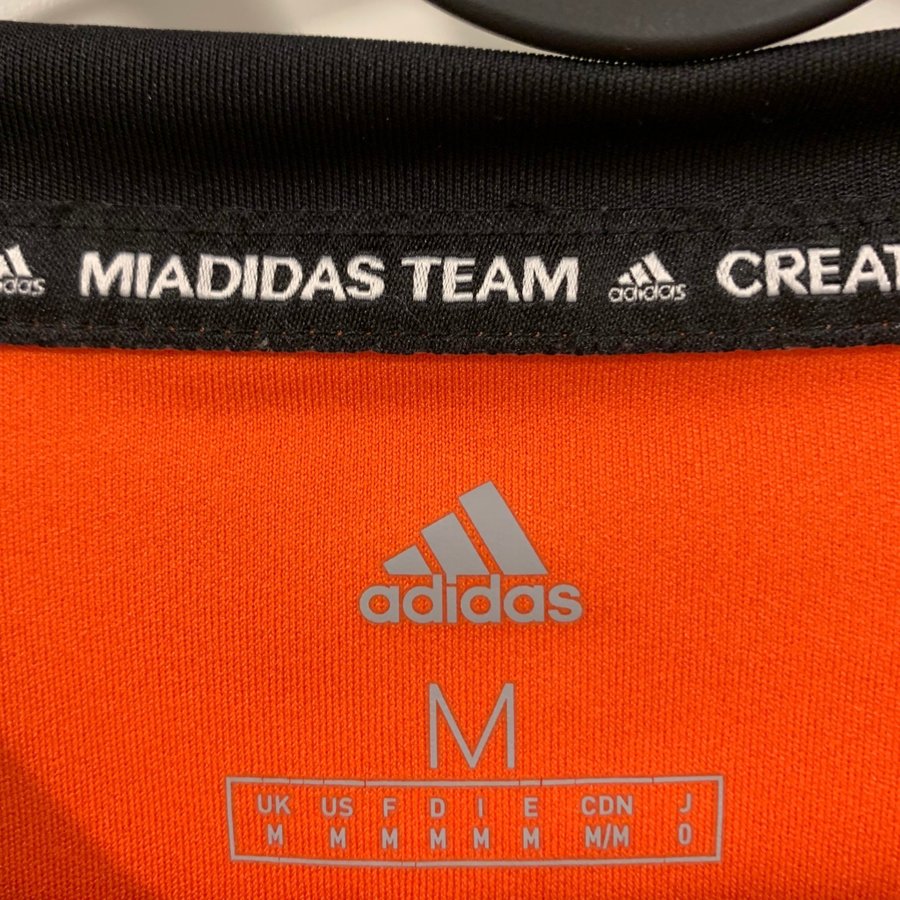 adidas MIADIDAS TEAM adidas CREAT
adidas
M
UK US F D I E CDN J
M M M M M M M/M O